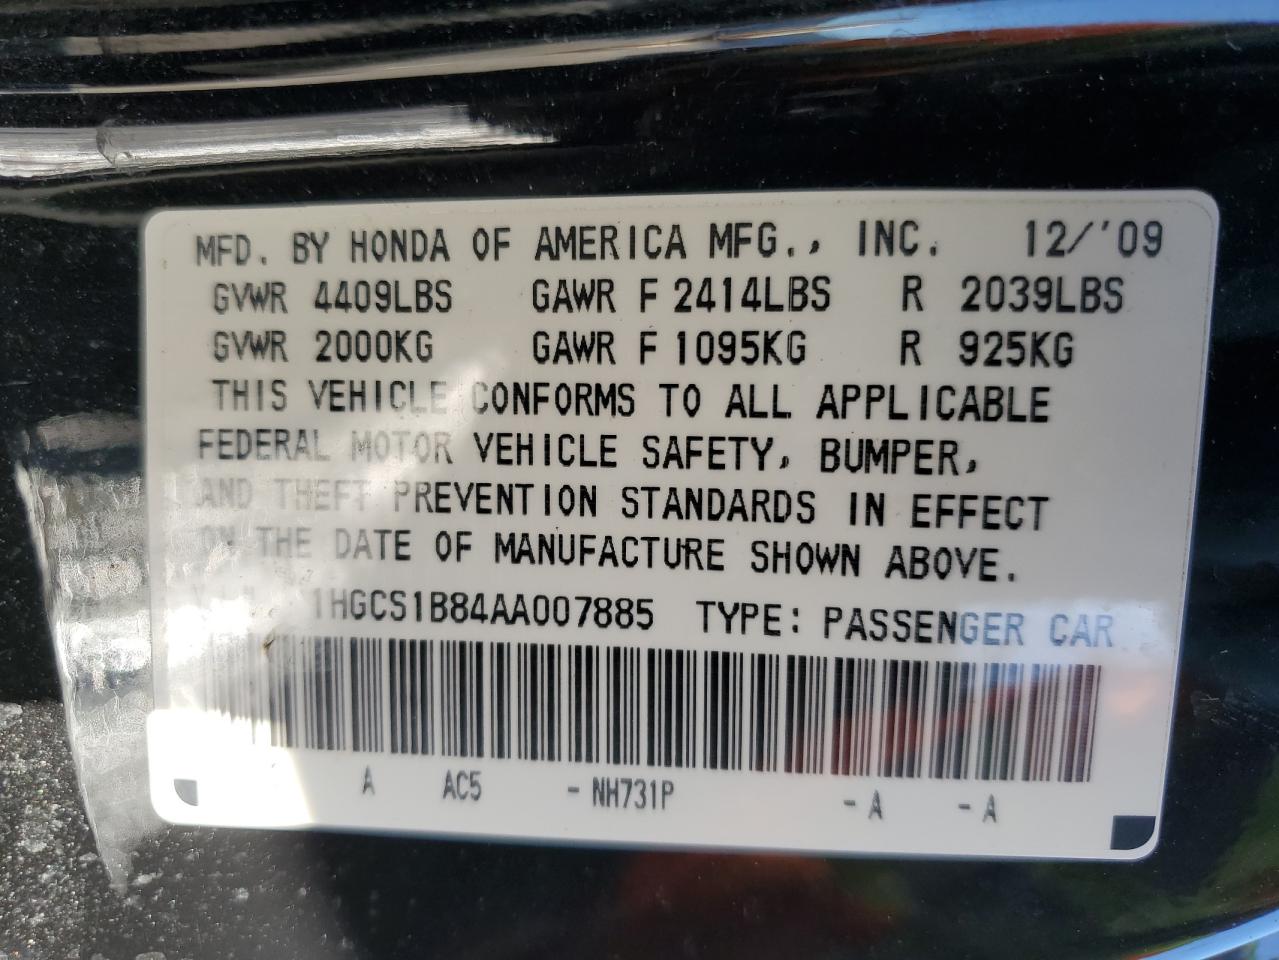 MFD. BY HONDA OF AMERICA MFG., INC. 12/'09
GVWR 4409LBS GAWR F 2414LBS R 2039LBS
GVWR 2000KG GAWR F 1095KG R 925KG
THIS VEHICLE CONFORMS TO ALL APPLICABLE
FEDERAL MOTOR VEHICLE SAFETY, BUMPER,
AND THEFT PREVENTION STANDARDS IN EFFECT
ON THE DATE OF MANUFACTURE SHOWN ABOVE.
1HGCS1B84AA007885 TYPE: PASSENGER CAR
A AC5 - NH731P - A - A